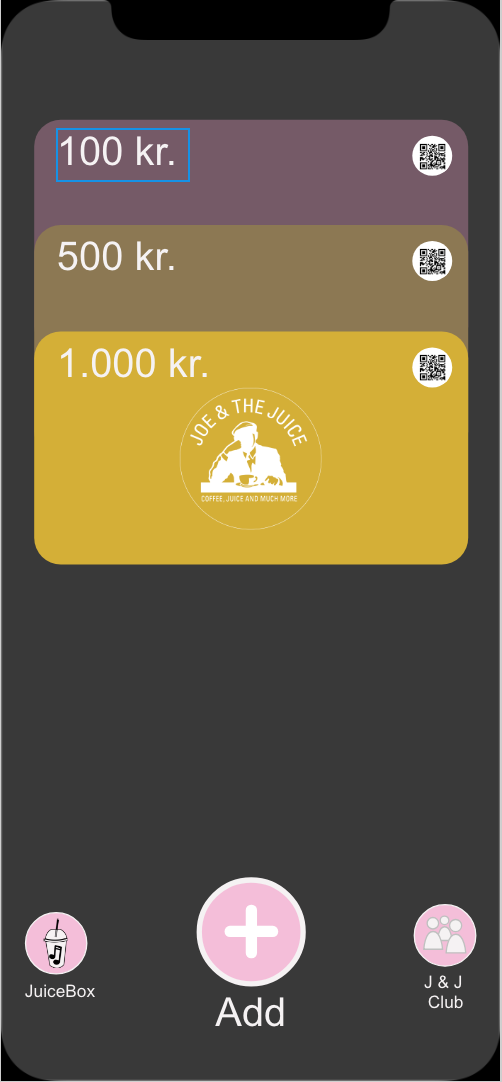 100 kr.
500 kr.
1.000 kr.
JOE & THE JUICE
COFFEE, JUICE AND MUCH MORE
JuiceBox
Add
J & J
Club